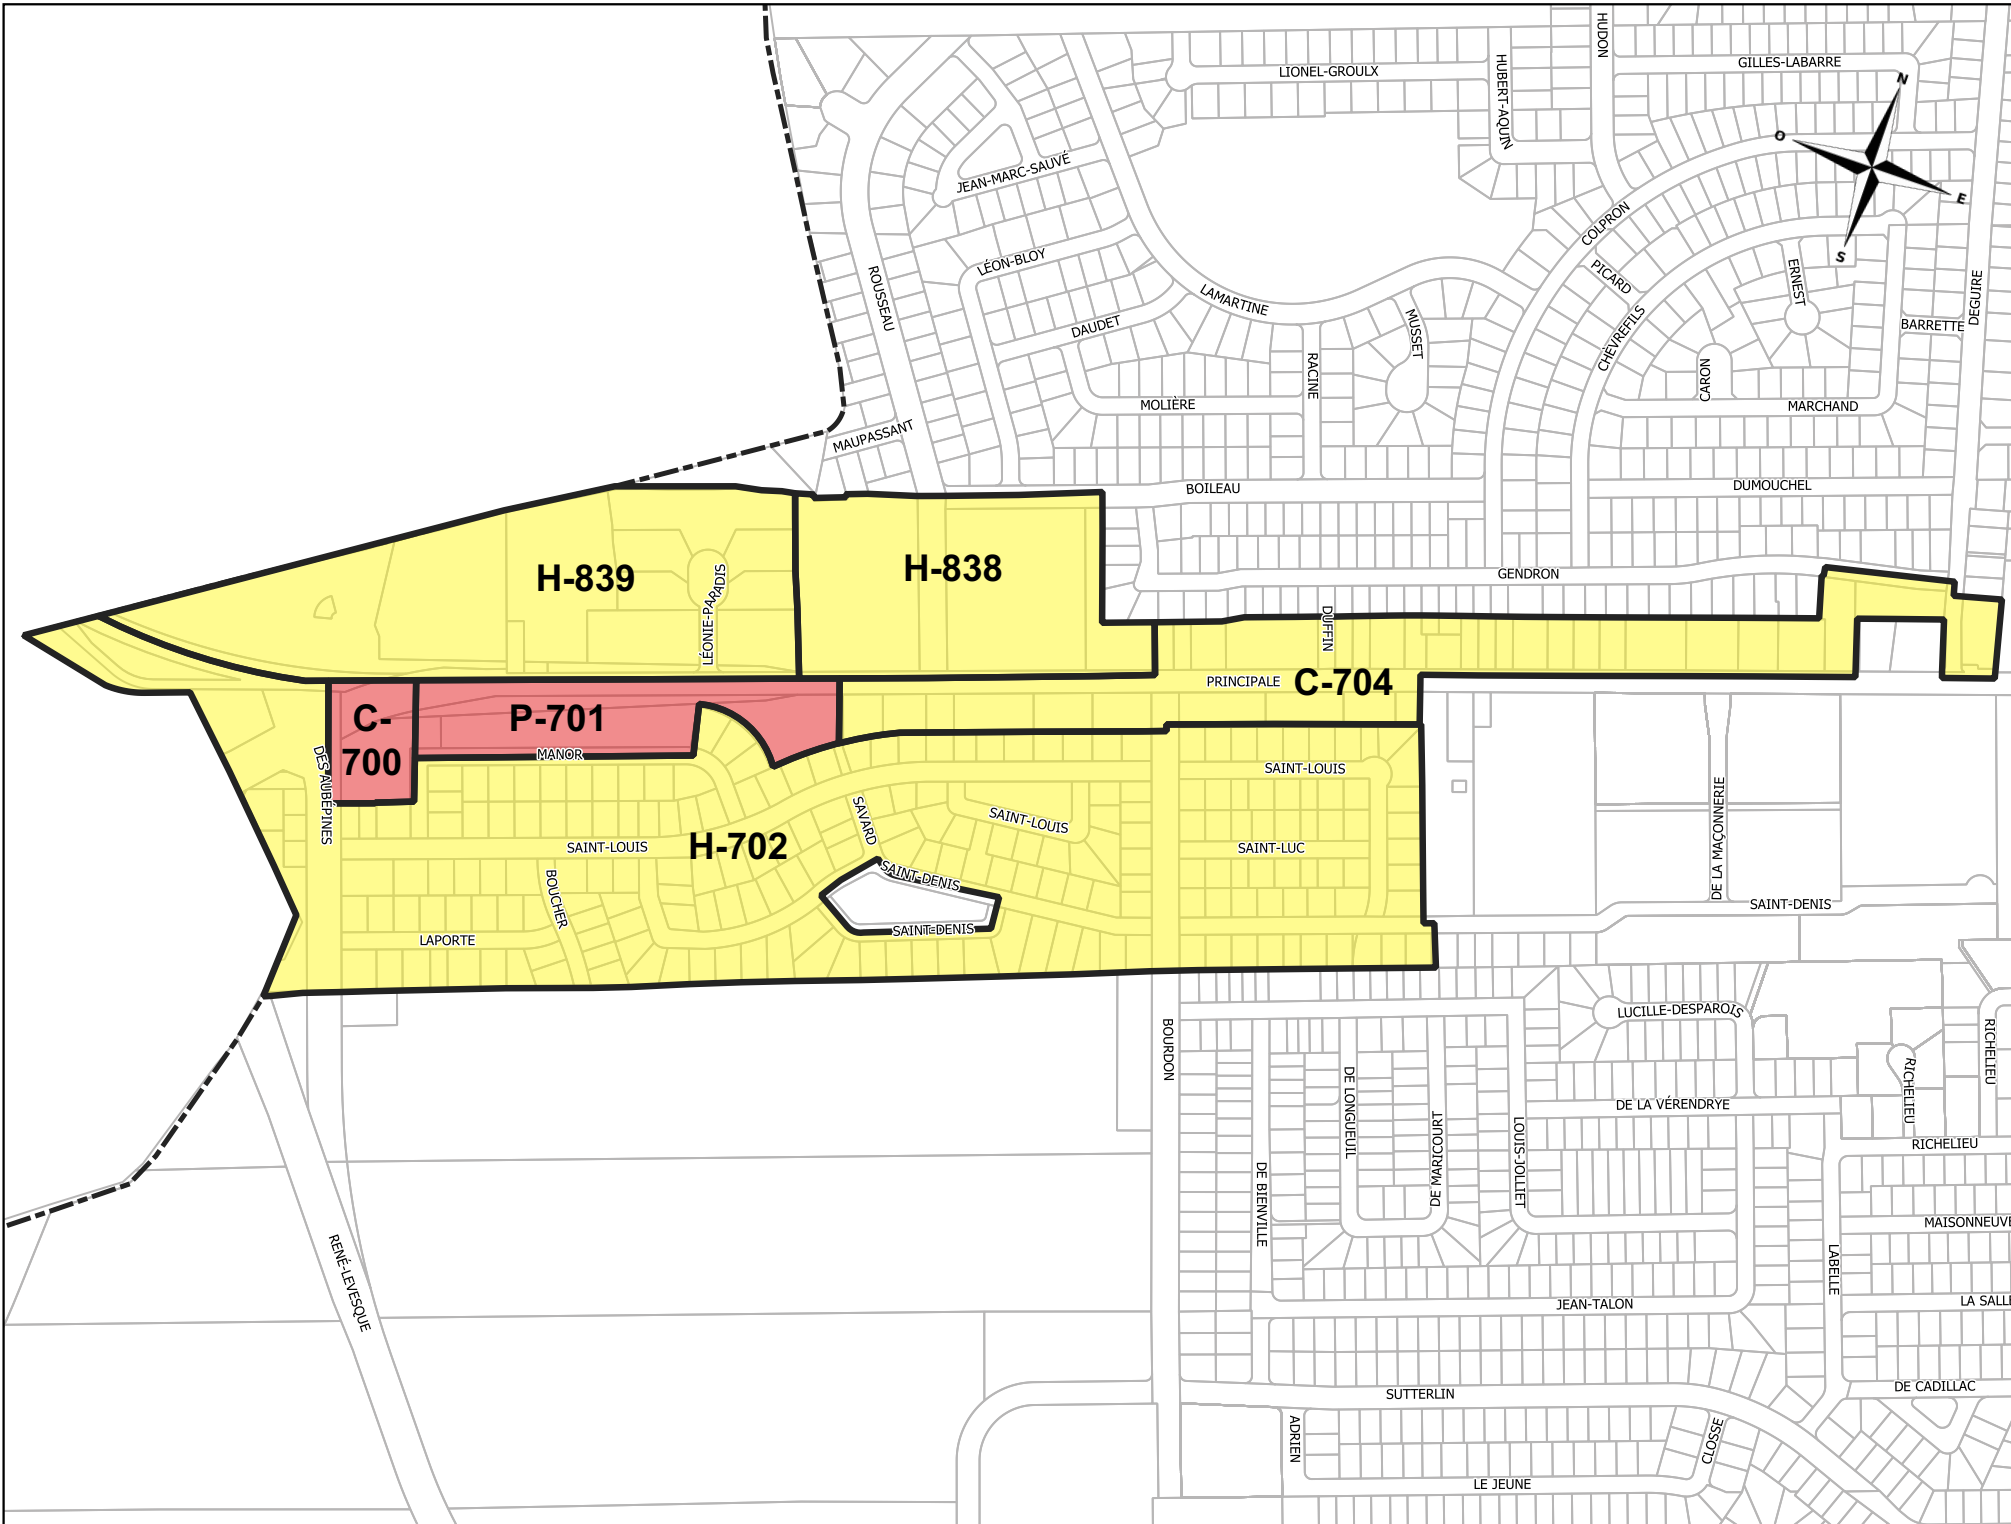 HUDON
LIONEL-GROULX
HUBERT-AQUIN
GILLES-LABARRE
N
O
E
S
JEAN-MARC-SAUVÉ
COLPRON
LÉON-BLOY
PICARD
ERNEST
DEGUIRE
ROUSSEAU
LAMARTINE
DAUDET
MUSSET
CHÈVREFILS
BARRETTE
RACINE
CARON
MOLIÈRE
MARCHAND
MAUPASSANT
BOILEAU
DUMOUCHEL
H-839
H-838
LÉONIE-PARADIS
GENDRON
DUFFIN
PRINCIPALE
C-704
C-
700
P-701
MANOR
DES AUBÉPINES
SAINT-LOUIS
SAVARD
SAINT-LOUIS
SAINT-LOUIS
H-702
SAINT-LUC
DE LA MAÇONNERIE
BOUCHER
SAINT-DENIS
SAINT-DENIS
SAINT-DENIS
LAPORTE
LUCILLE-DESPAROIS
BOURDON
RICHELIEU
RICHELIEU
DE LONGUEUIL
DE MARICOURT
LOUIS-JOLLIET
DE LA VÉRENDRYE
RICHELIEU
DE BIENVILLE
MAISONNEUVE
RENÉ-LEVESQUE
LABELLE
JEAN-TALON
LA SALLE
SUTTERLIN
DE CADILLAC
ADRIEN
CLOSSE
LE JEUNE